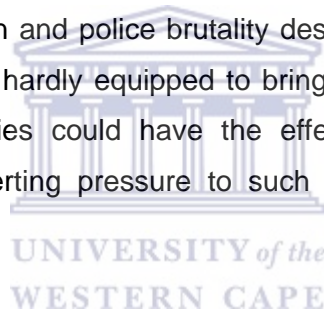 n and police brutality des
hardly equipped to bring
ies could have the effe
erting pressure to such
UNIVERSITY of the
WESTERN CAPE